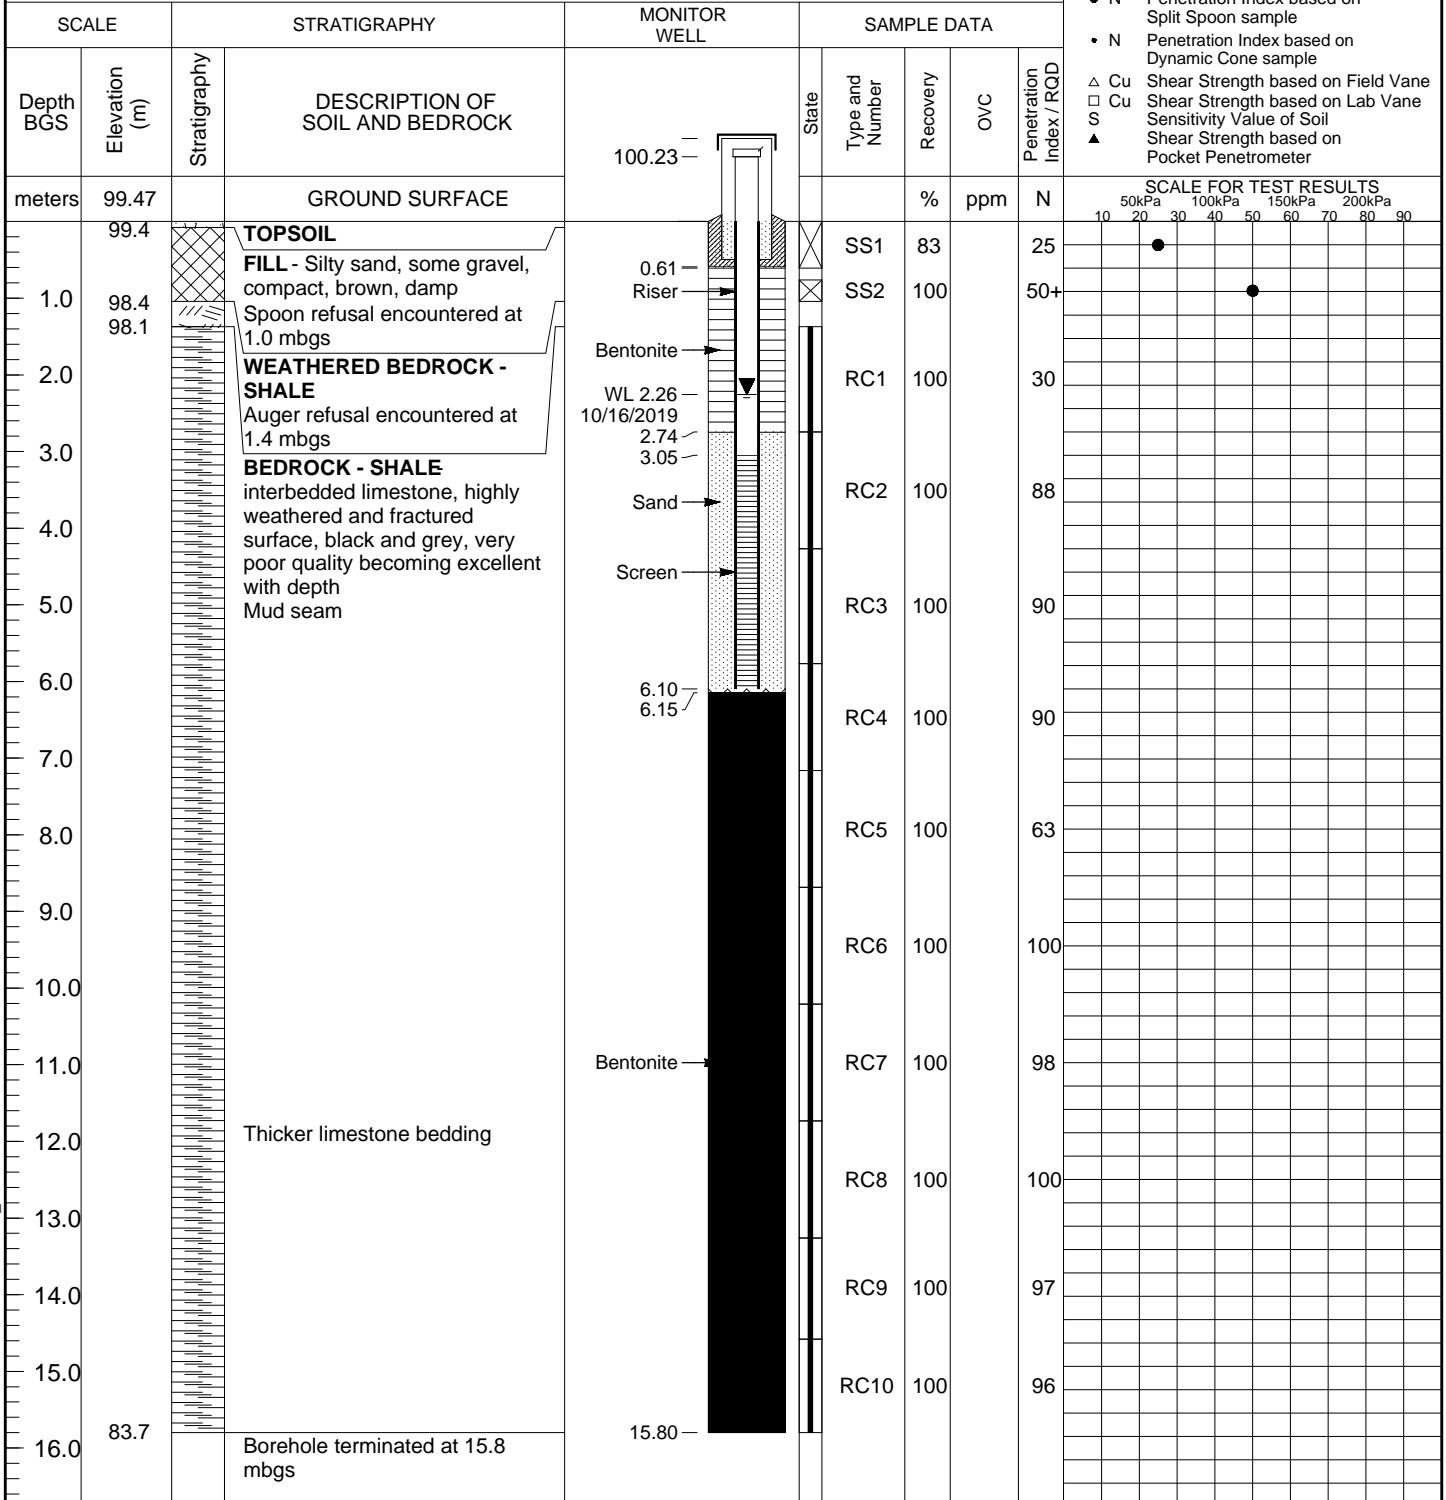 ● N Penetration Index based on
Split Spoon sample
• N Penetration Index based on
Dynamic Cone sample
△ Cu Shear Strength based on Field Vane
□ Cu Shear Strength based on Lab Vane
S Sensitivity Value of Soil
▲ Shear Strength based on
Pocket Penetrometer
SCALE
STRATIGRAPHY
MONITOR
WELL
SAMPLE DATA
Depth
BGS
Elevation
(m)
Stratigraphy
DESCRIPTION OF
SOIL AND BEDROCK
State
Type and
Number
Recovery
OVC
Penetration
Index / RQD
100.23
meters 99.47 GROUND SURFACE % ppm N
SCALE FOR TEST RESULTS
50kPa 100kPa 150kPa 200kPa
10 20 30 40 50 60 70 80 90
99.4 TOPSOIL
SS1 83 25
FILL - Silty sand, some gravel,
compact, brown, damp
0.61
Riser
SS2 100 50+
1.0
98.4
Spoon refusal encountered at
1.0 mbgs
98.1
Bentonite
WEATHERED BEDROCK -
SHALE
2.0
RC1 100 30
WL 2.26
10/16/2019
Auger refusal encountered at
1.4 mbgs
2.74
3.0
3.05
BEDROCK - SHALE
interbedded limestone, highly
weathered and fractured
surface, black and grey, very
poor quality becoming excellent
with depth
Mud seam
RC2 100 88
Sand
4.0
Screen
5.0
RC3 100 90
6.0
6.10
6.15
RC4 100 90
7.0
8.0
RC5 100 63
9.0
RC6 100 100
10.0
11.0
Bentonite
RC7 100 98
12.0
Thicker limestone bedding
RC8 100 100
13.0
14.0
RC9 100 97
15.0
RC10 100 96
83.7
15.80
16.0
Borehole terminated at 15.8
mbgs